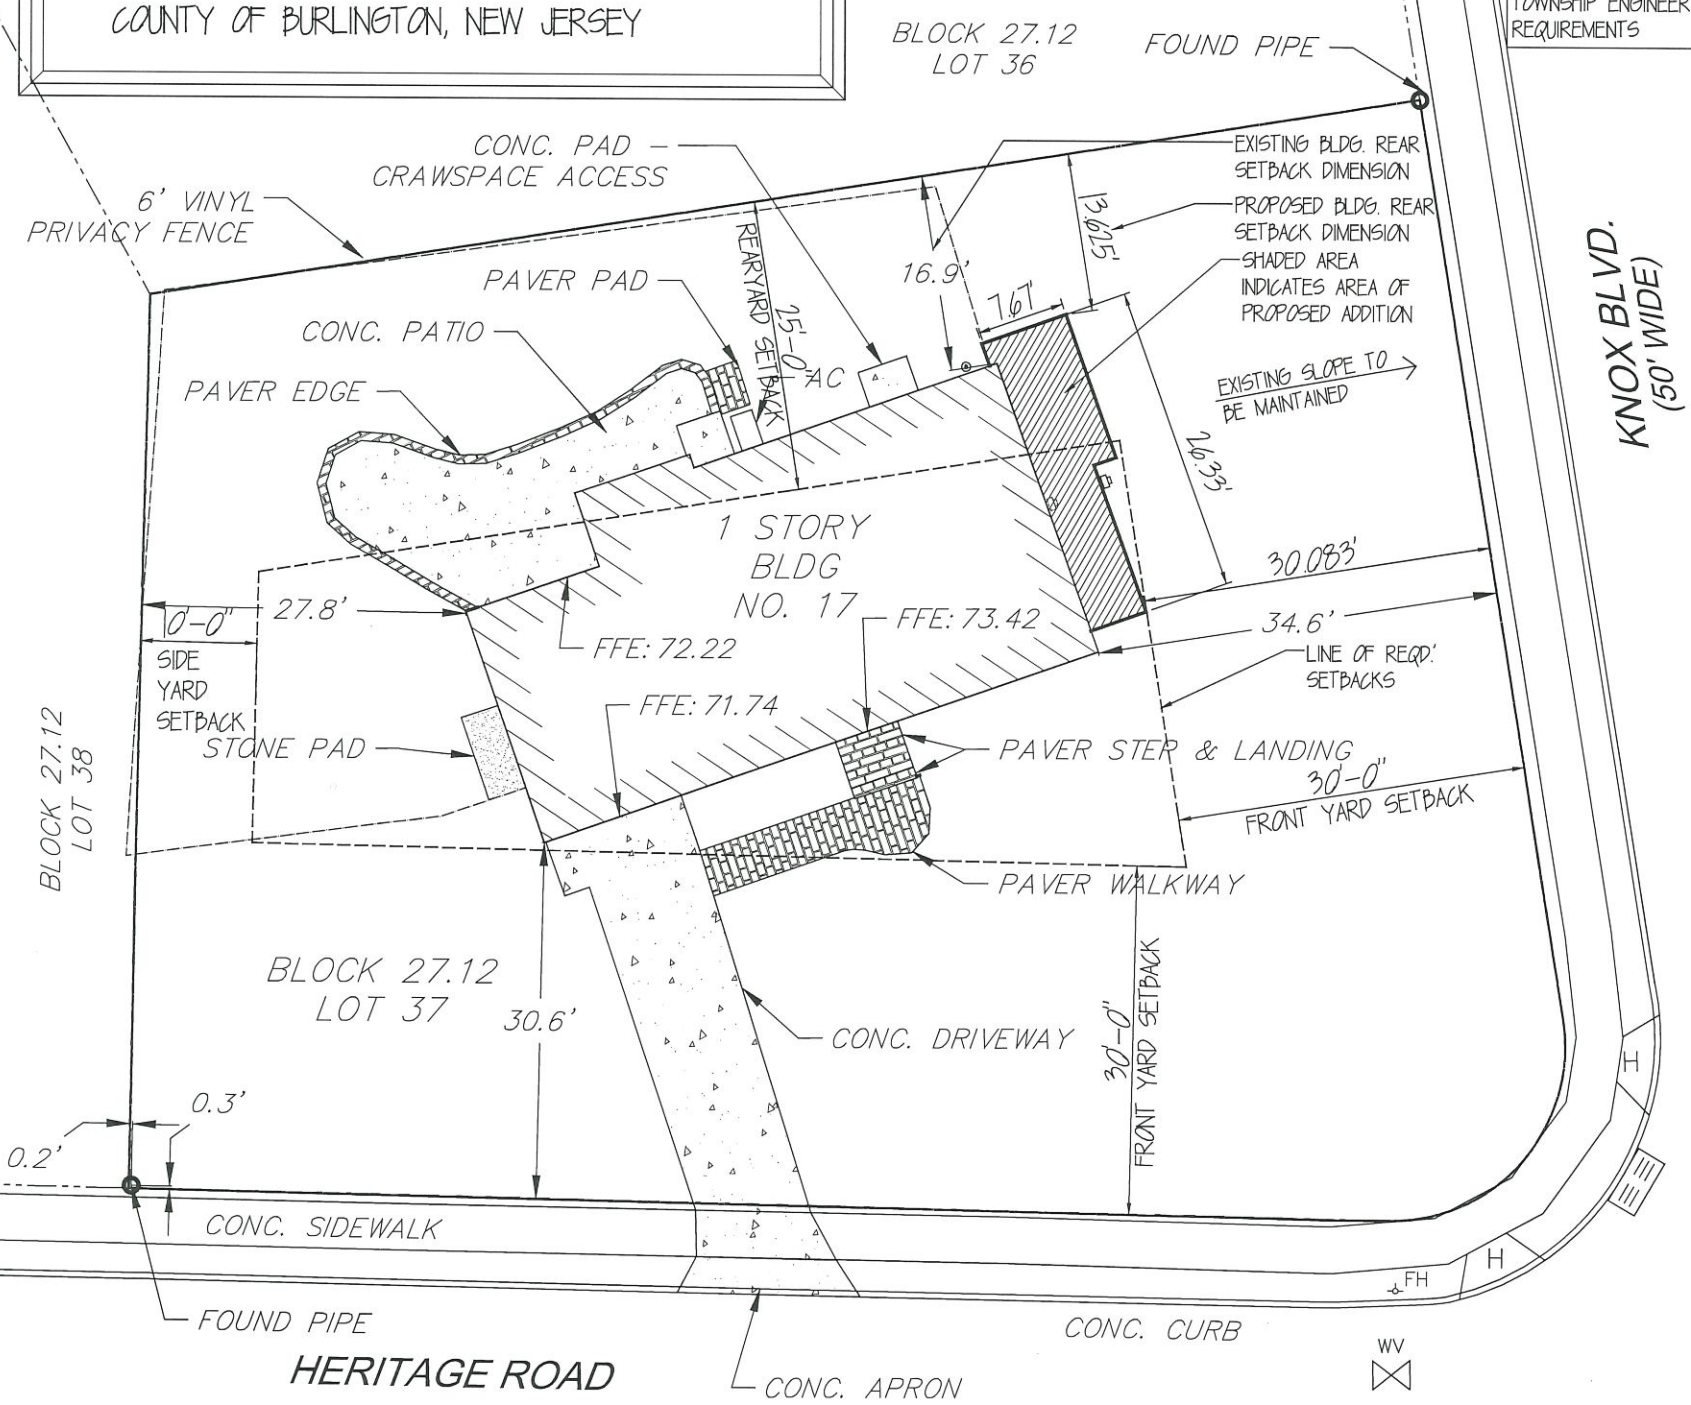 COUNTY OF BURLINGTON, NEW JERSEY
BLOCK 27.12
LOT 36
FOUND PIPE
TOWNSHIP ENGINEER
REQUIREMENTS
CONC. PAD
CRAWSPACE ACCESS
EXISTING BLDG. REAR
SETBACK DIMENSION
6' VINYL
PRIVACY FENCE
PROPOSED BLDG. REAR
SETBACK DIMENSION
13.625'
SHADED AREA
INDICATES AREA OF
PROPOSED ADDITION
KNOX BLVD.
(50' WIDE)
PAVER PAD
REARYARD SETBACK
25'-0"
16.9'
7.67'
CONC. PATIO
AC
PAVER EDGE
EXISTING SLOPE TO
BE MAINTAINED
26.33'
1 STORY
BLDG
NO. 17
30.083'
27.8'
10'-0"
SIDE
YARD
SETBACK
FFE: 72.22
FFE: 73.42
34.6'
LINE OF REQD.'
SETBACKS
FFE: 71.74
BLOCK 27.12
LOT 38
STONE PAD
PAVER STEP & LANDING
30'-0"
FRONT YARD SETBACK
PAVER WALKWAY
BLOCK 27.12
LOT 37
30.6'
CONC. DRIVEWAY
30'-0"
FRONT YARD SETBACK
H
0.3'
0.2'
CONC. SIDEWALK
H
FH
FOUND PIPE
CONC. CURB
WV
HERITAGE ROAD
CONC. APRON